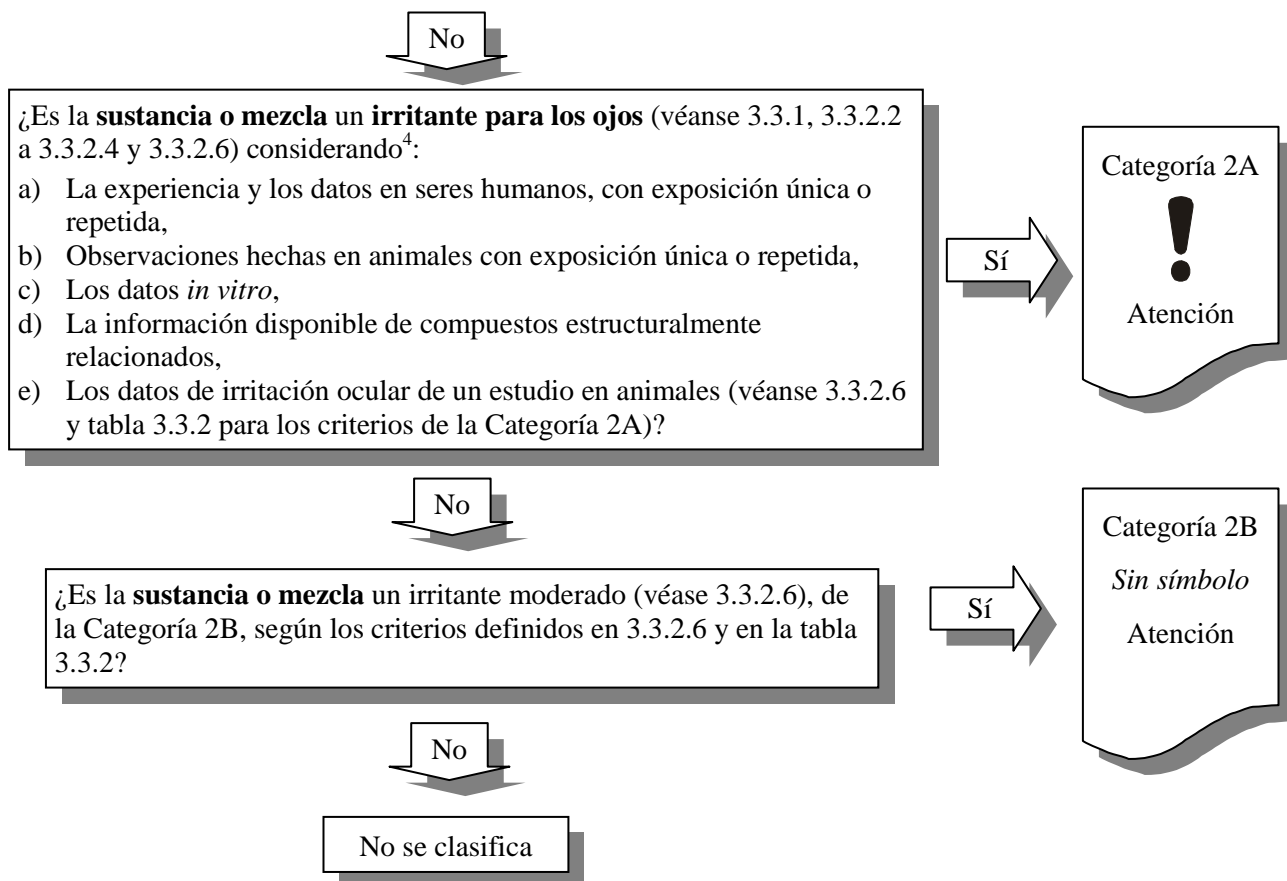 No
¿Es la sustancia o mezcla un irritante para los ojos (véanse 3.3.1, 3.3.2.2
a 3.3.2.4 y 3.3.2.6) considerando4:
a) La experiencia y los datos en seres humanos, con exposición única o
repetida,
b) Observaciones hechas en animales con exposición única o repetida,
c) Los datos in vitro,
d) La información disponible de compuestos estructuralmente
relacionados,
e) Los datos de irritación ocular de un estudio en animales (véanse 3.3.2.6
y tabla 3.3.2 para los criterios de la Categoría 2A)?
Sí
Categoría 2A
!
Atención
No
¿Es la sustancia o mezcla un irritante moderado (véase 3.3.2.6), de
la Categoría 2B, según los criterios definidos en 3.3.2.6 y en la tabla
3.3.2?
Sí
Categoría 2B
Sin símbolo
Atención
No
No se clasifica